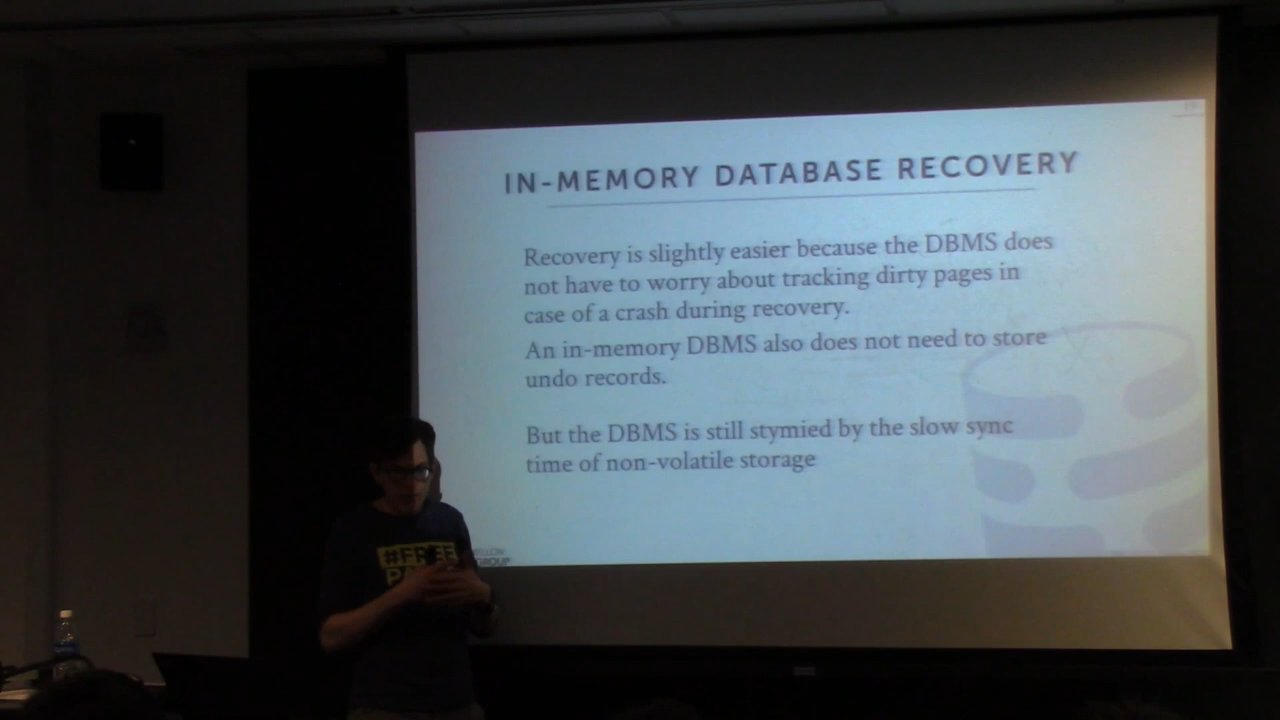 IN-MEMORY DATABASE RECOVERY
Recovery is slightly easier because the DBMS does
not have to worry about tracking dirty pages in
case of a crash during recovery.
An in-memory DBMS also does not need to store
undo records.
But the DBMS is still stymied by the slow sync
time of non-volatile storage
#FREE
GROUP